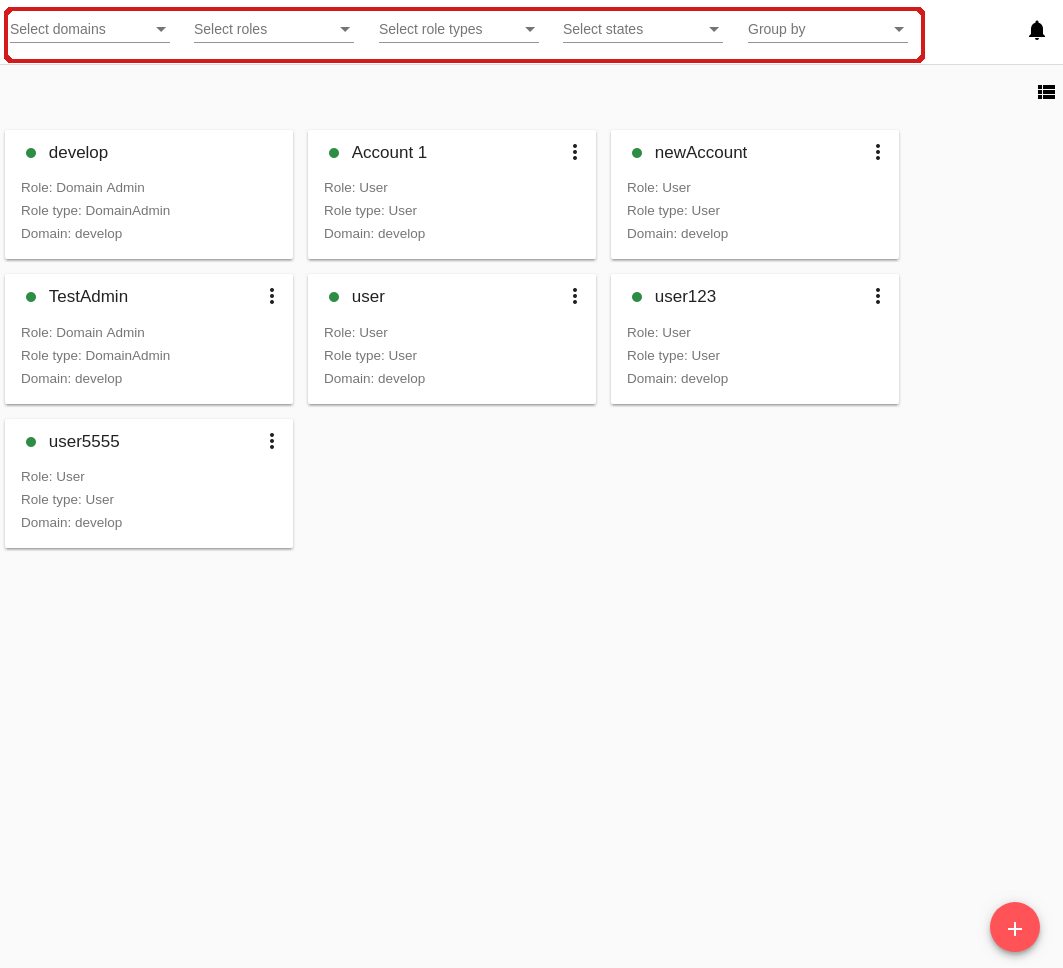 Select domains Select roles Select role types Select states Group by
develop
Role: Domain Admin
Role type: DomainAdmin
Domain: develop
Account 1
Role: User
Role type: User
Domain: develop
newAccount
Role: User
Role type: User
Domain: develop
TestAdmin
Role: Domain Admin
Role type: DomainAdmin
Domain: develop
user
Role: User
Role type: User
Domain: develop
user123
Role: User
Role type: User
Domain: develop
user5555
Role: User
Role type: User
Domain: develop